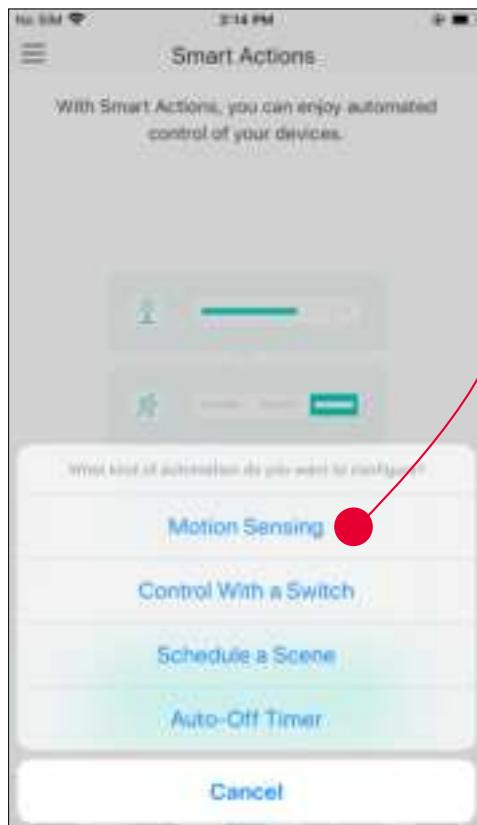 No SIM 2:14 PM
Smart Actions
With Smart Actions, you can enjoy automated
control of your devices.
What kind of automation do you want to configure?
Motion Sensing
Control With a Switch
Schedule a Scene
Auto-Off Timer
Cancel